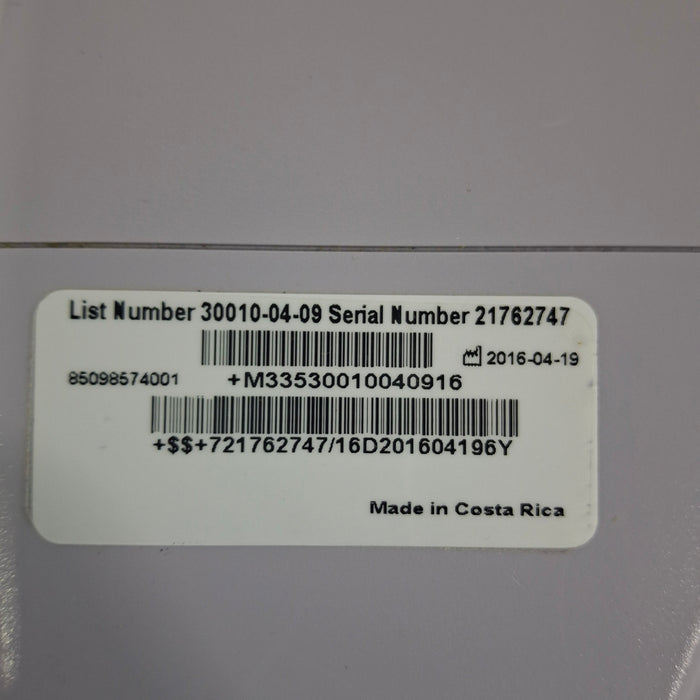 List Number 30010-04-09 Serial Number 21762747
2016-04-19
85098574001 +M33530010040916
+$$+721762747/16D201604196Y
Made in Costa Rica